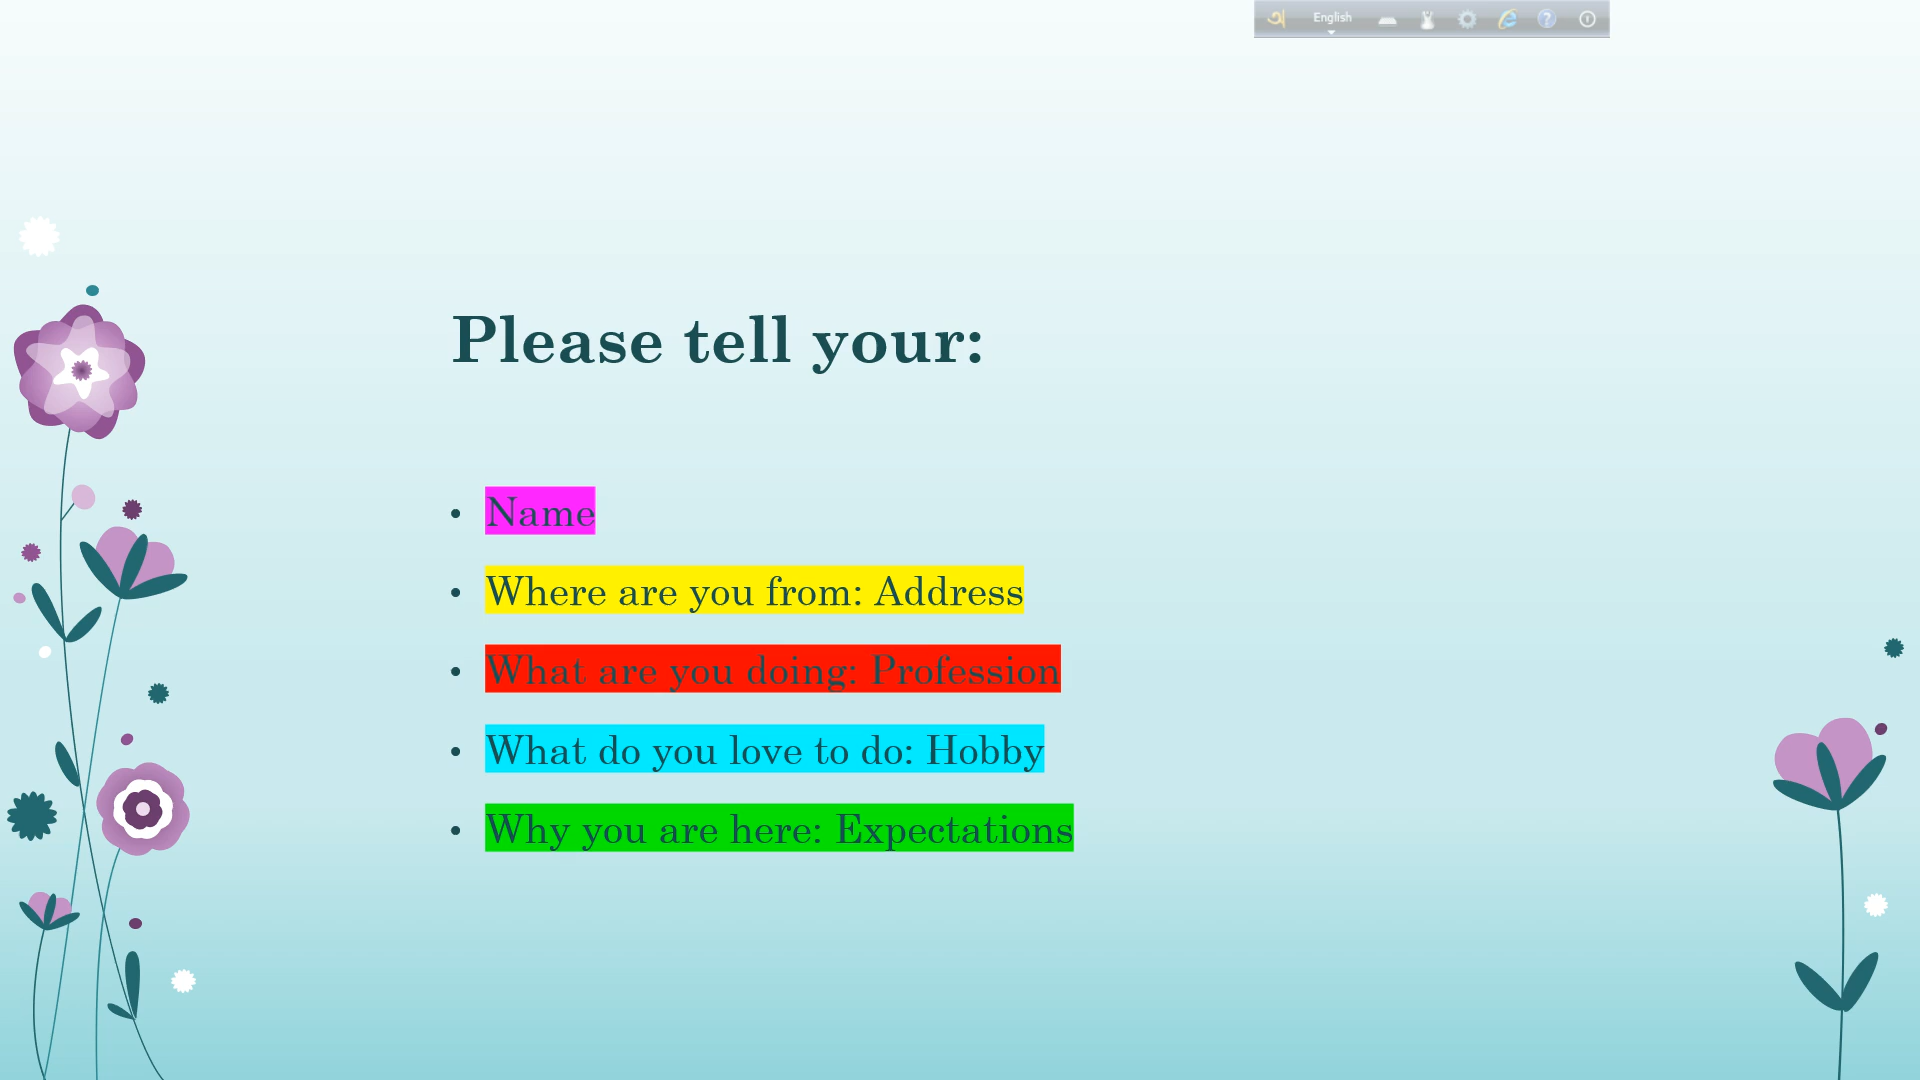 অ English ?
Please tell your:
• Name
• Where are you from: Address
• What are you doing: Profession
• What do you love to do: Hobby
• Why you are here: Expectations